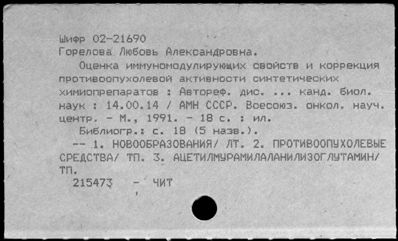 Шифр 02-21690
Горелова Любовь Александровна.
Оценка иммуномодулирующих свойств и коррекция
противоопухолевой активности синтетических
химиопрепаратов : Автореф. дис. ... канд. биол.
наук : 14.00.14 / АМН СССР. Всесоюз. онкол. науч.
центр. - М., 1991. - 18 с. : ил.
Библиогр.: с. 18 (5 назв.).
-- 1. НОВООБРАЗОВАНИЯ/ ЛТ. 2. ПРОТИВООПУХОЛЕВЫЕ
СРЕДСТВА/ ТП. 3. АЦЕТИЛМУРАМИЛАЛАНИЛИЗОГЛУТАМИН/
ТП.
215473 - ЧИТ